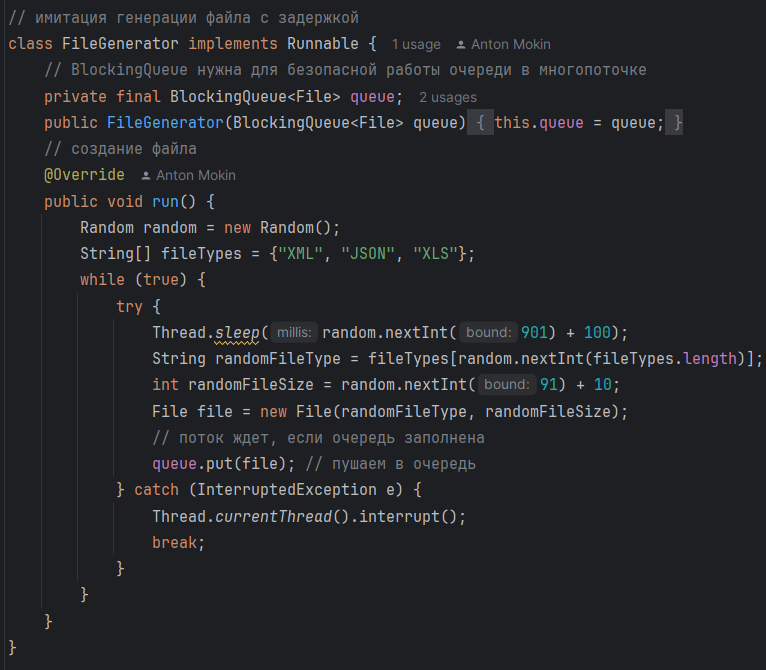 // имитация генерации файла с задержкой
class FileGenerator implements Runnable { 1 usage Anton Mokin
// BlockingQueue нужна для безопасной работы очереди в многопоточке
private final BlockingQueue<File> queue; 2 usages
public FileGenerator(BlockingQueue<File> queue) { this.queue = queue; }
// создание файла
@Override Anton Mokin
public void run() {
Random random = new Random();
String[] fileTypes = {"XML", "JSON", "XLS"};
while (true) {
try {
Thread.sleep( millis: random.nextInt( bound: 901) + 100);
String randomFileType = fileTypes[random.nextInt(fileTypes.length)];
int randomFileSize = random.nextInt( bound: 91) + 10;
File file = new File(randomFileType, randomFileSize);
// поток ждет, если очередь заполнена
queue.put(file); // пушаем в очередь
} catch (InterruptedException e) {
Thread.currentThread().interrupt();
break;
}
}
}
}